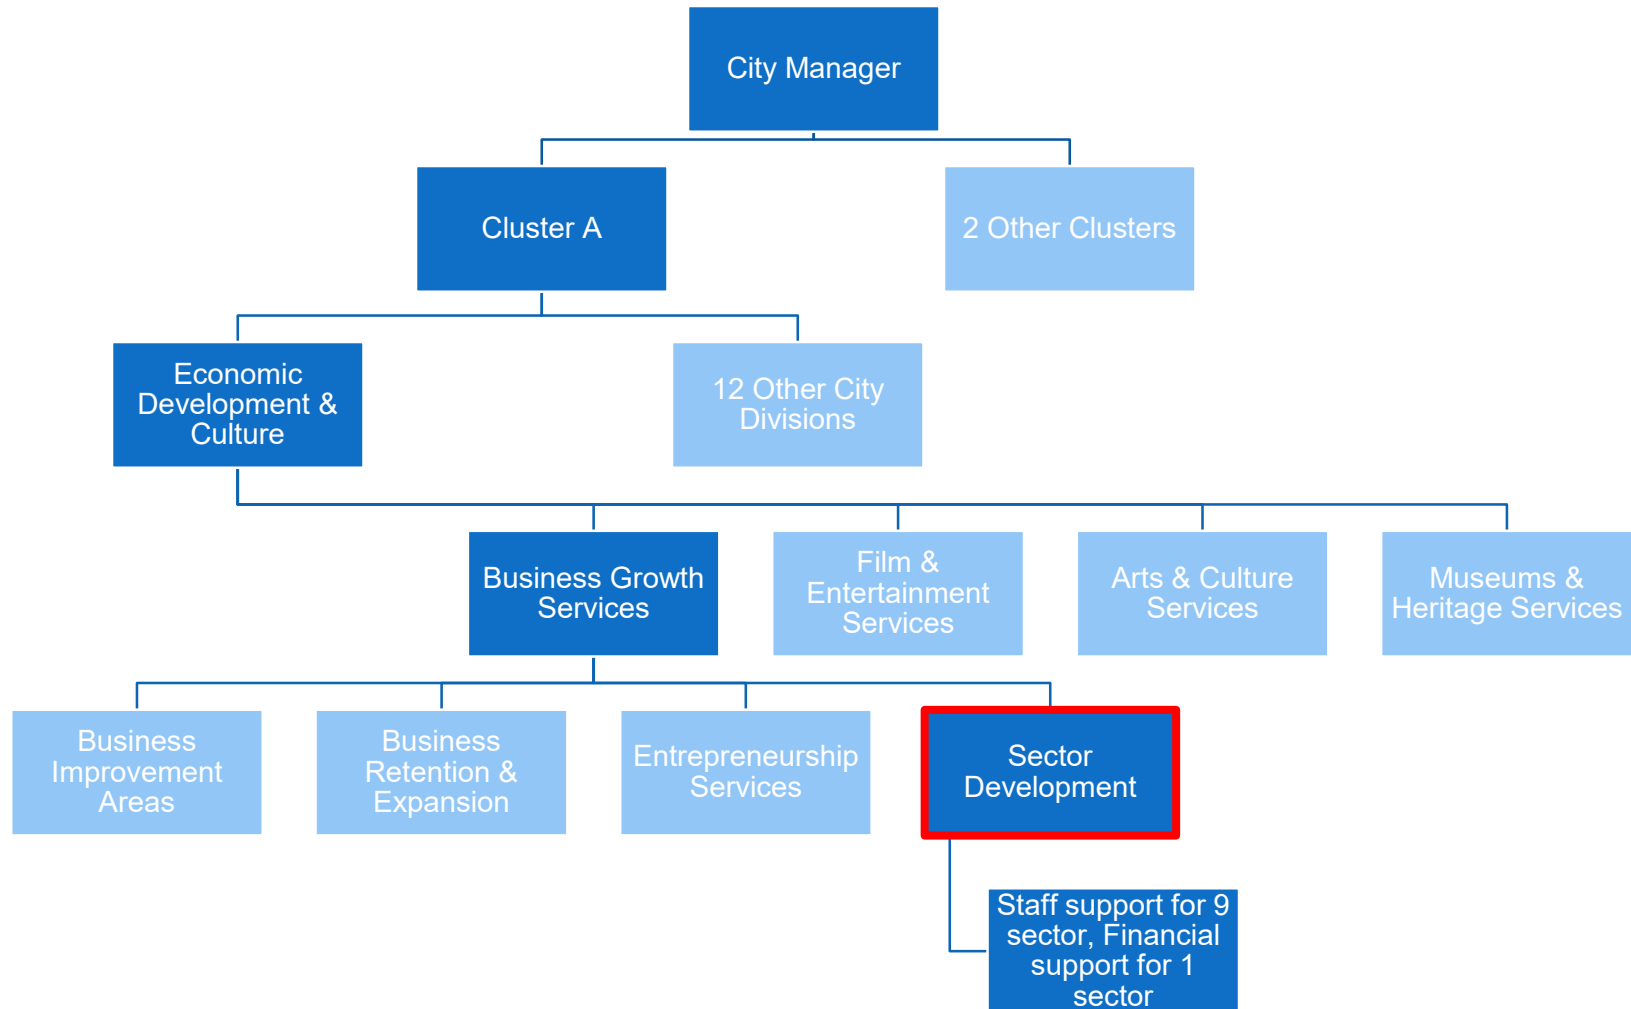 City Manager
Cluster A
2 Other Clusters
Economic
Development &
Culture
12 Other City
Divisions
Business Growth
Services
Film &
Entertainment
Services
Arts & Culture
Services
Museums &
Heritage Services
Business
Improvement
Areas
Business
Retention &
Expansion
Entrepreneurship
Services
Sector
Development
Staff support for 9
sector, Financial
support for 1
sector